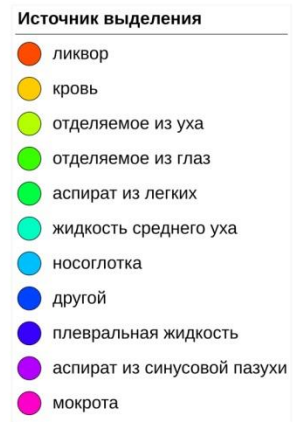 Источник выделения
ликвор
кровь
отделяемое из уха
отделяемое из глаз
аспират из легких
жидкость среднего уха
носоглотка
другой
плевральная жидкость
аспират из синусовой пазухи
мокрота